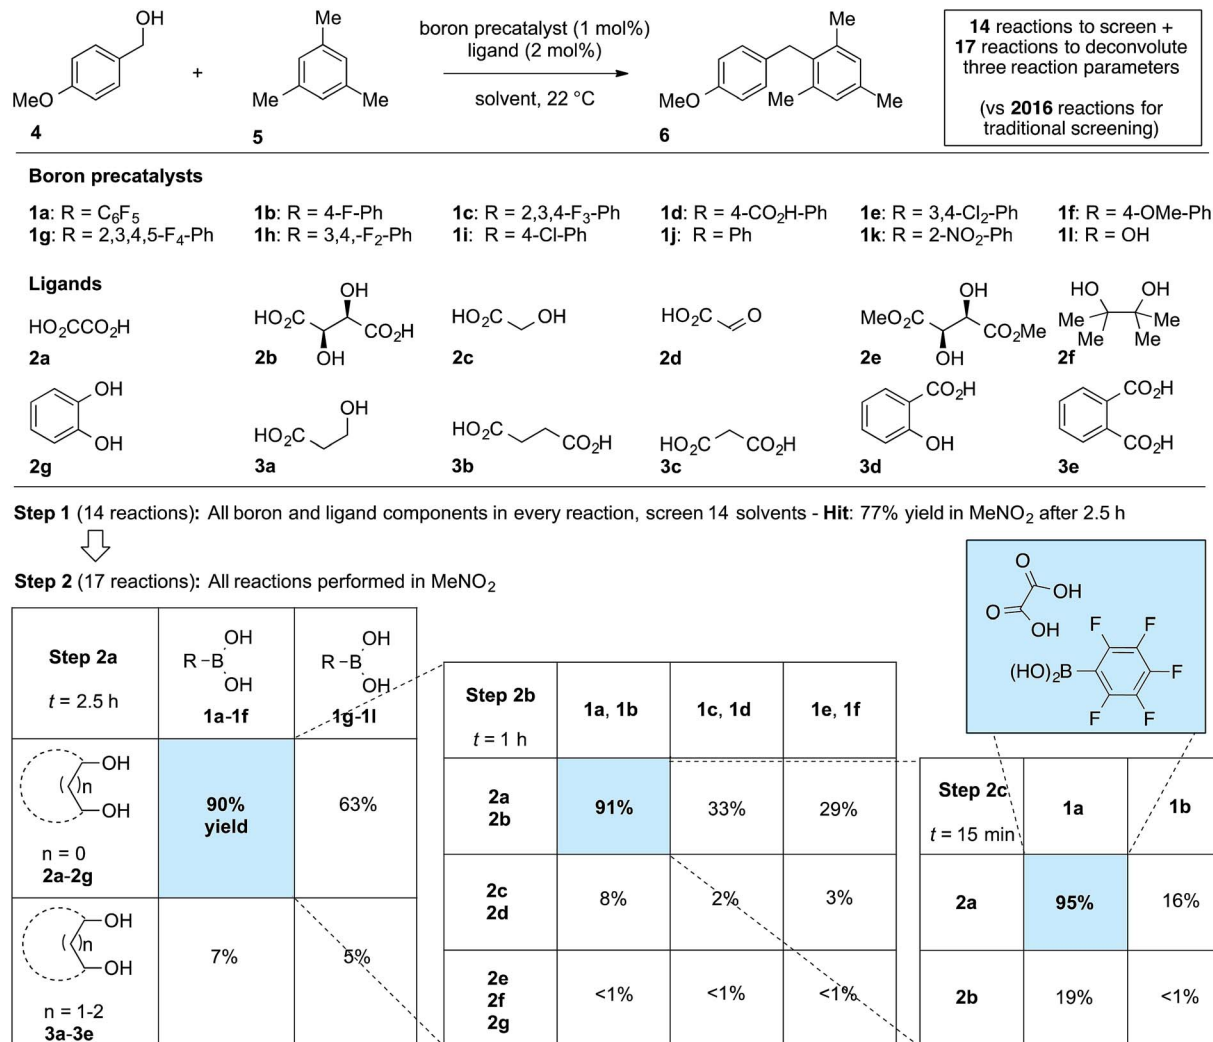 OH
MeO
4
+
Me
Me
Me
5
boron precatalyst (1 mol%)
ligand (2 mol%)
solvent, 22 °C
MeO
Me
Me
Me
6
14 reactions to screen +
17 reactions to deconvolute
three reaction parameters
(vs 2016 reactions for
traditional screening)
Boron precatalysts
1a: R = C6F5
1b: R = 4-F-Ph
1c: R = 2,3,4-F3-Ph
1d: R = 4-CO2H-Ph
1e: R = 3,4-Cl2-Ph
1f: R = 4-OMe-Ph
1g: R = 2,3,4,5-F4-Ph
1h: R = 3,4,-F2-Ph
1i: R = 4-Cl-Ph
1j: R = Ph
1k: R = 2-NO2-Ph
1l: R = OH
Ligands
HO2CCO2H
2a
OH
HO2C
CO2H
OH
2b
HO2C
OH
2c
HO2C
O
2d
OH
MeO2C
CO2Me
OH
2e
HO OH
Me
Me
Me Me
2f
OH
OH
2g
OH
HO2C
3a
HO2C
CO2H
3b
HO2C
CO2H
3c
CO2H
OH
3d
CO2H
CO2H
3e
Step 1 (14 reactions): All boron and ligand components in every reaction, screen 14 solvents - Hit: 77% yield in MeNO2 after 2.5 h
Step 2 (17 reactions): All reactions performed in MeNO2
Step 2a
t = 2.5 h
OH
R-B
OH
1a-1f
OH
R-B
OH
1g-1l
OH
( )n
OH
n = 0
2a-2g
90%
yield
63%
OH
( )n
OH
n = 1-2
3a-3e
7%
5%
Step 2b
t = 1 h
1a, 1b
1c, 1d
1e, 1f
2a
2b
91%
33%
29%
2c
2d
8%
2%
3%
2e
2f
2g
<1%
<1%
<1%
O
OH
O
OH
F
F
(HO)2B
F
F
F
Step 2c
t = 15 min
1a
1b
2a
95%
16%
2b
19%
<1%